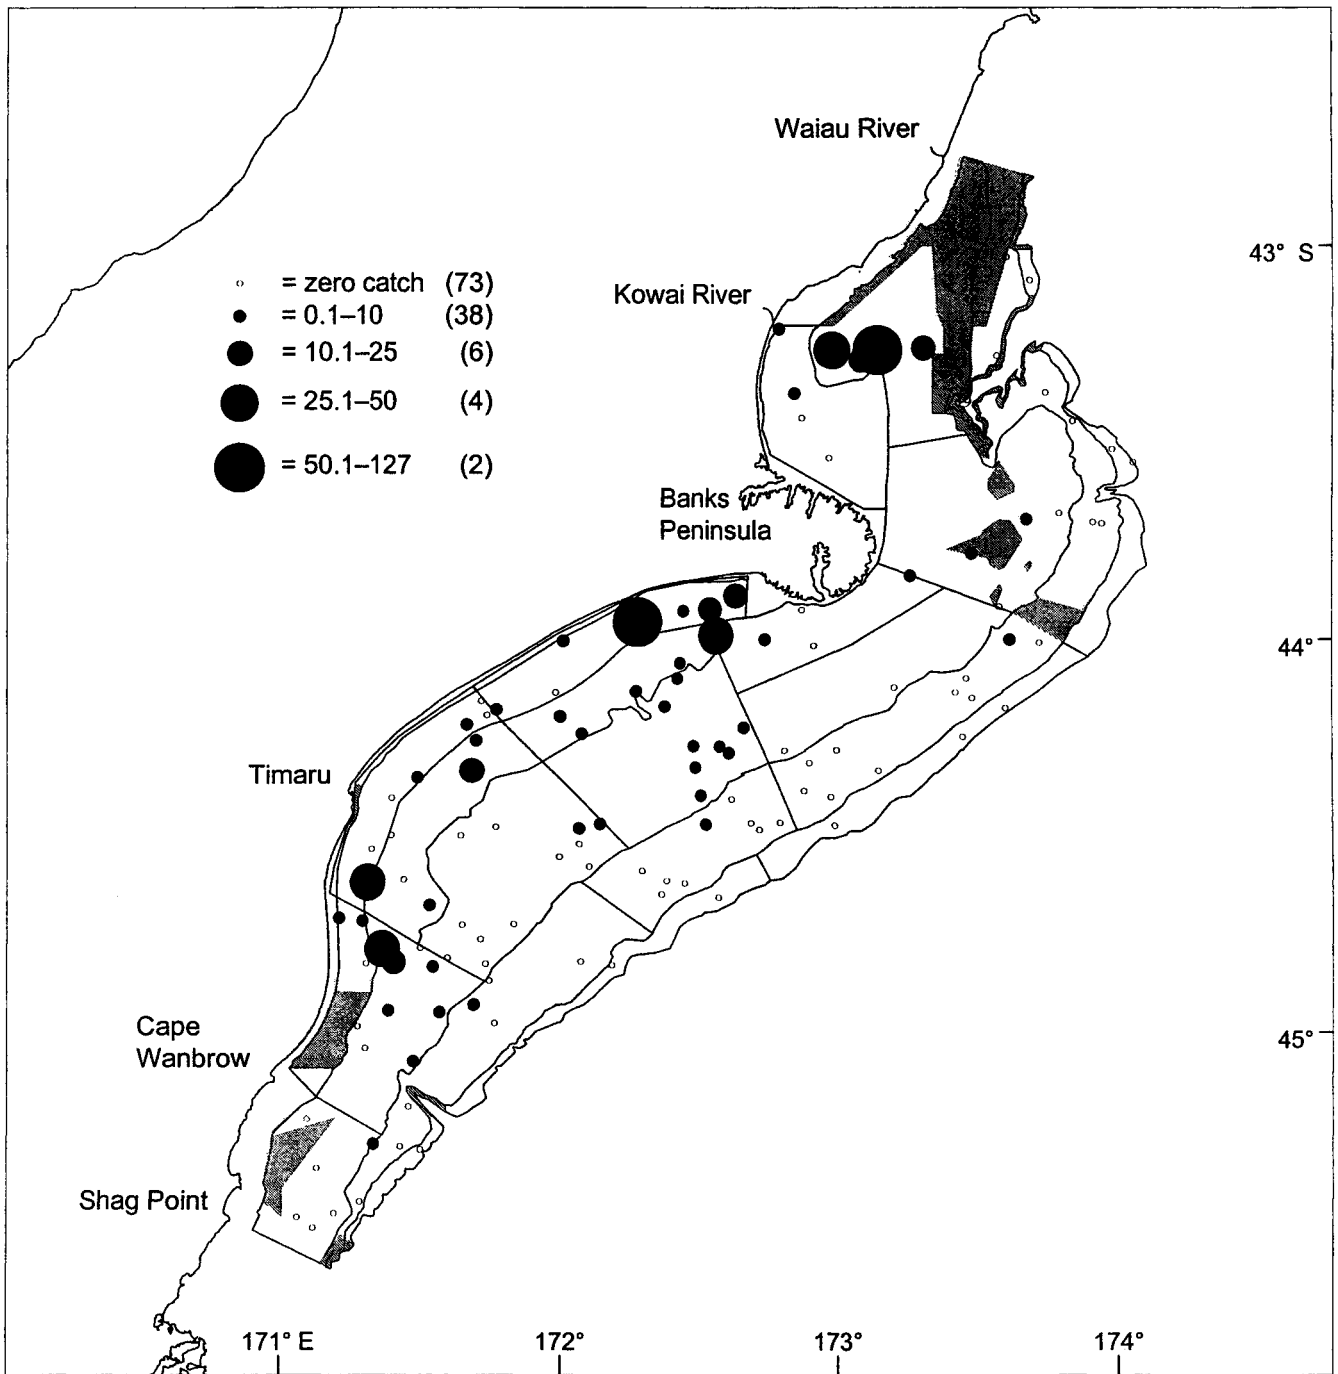 Waiau River
43° S
= zero catch (73)
Kowai River
= 0.1–10 (38)
= 10.1–25 (6)
= 25.1–50 (4)
= 50.1–127 (2)
Banks
Peninsula
44°
Timaru
Cape
Wanbrow
45°
Shag Point
171° E 172° 173° 174°